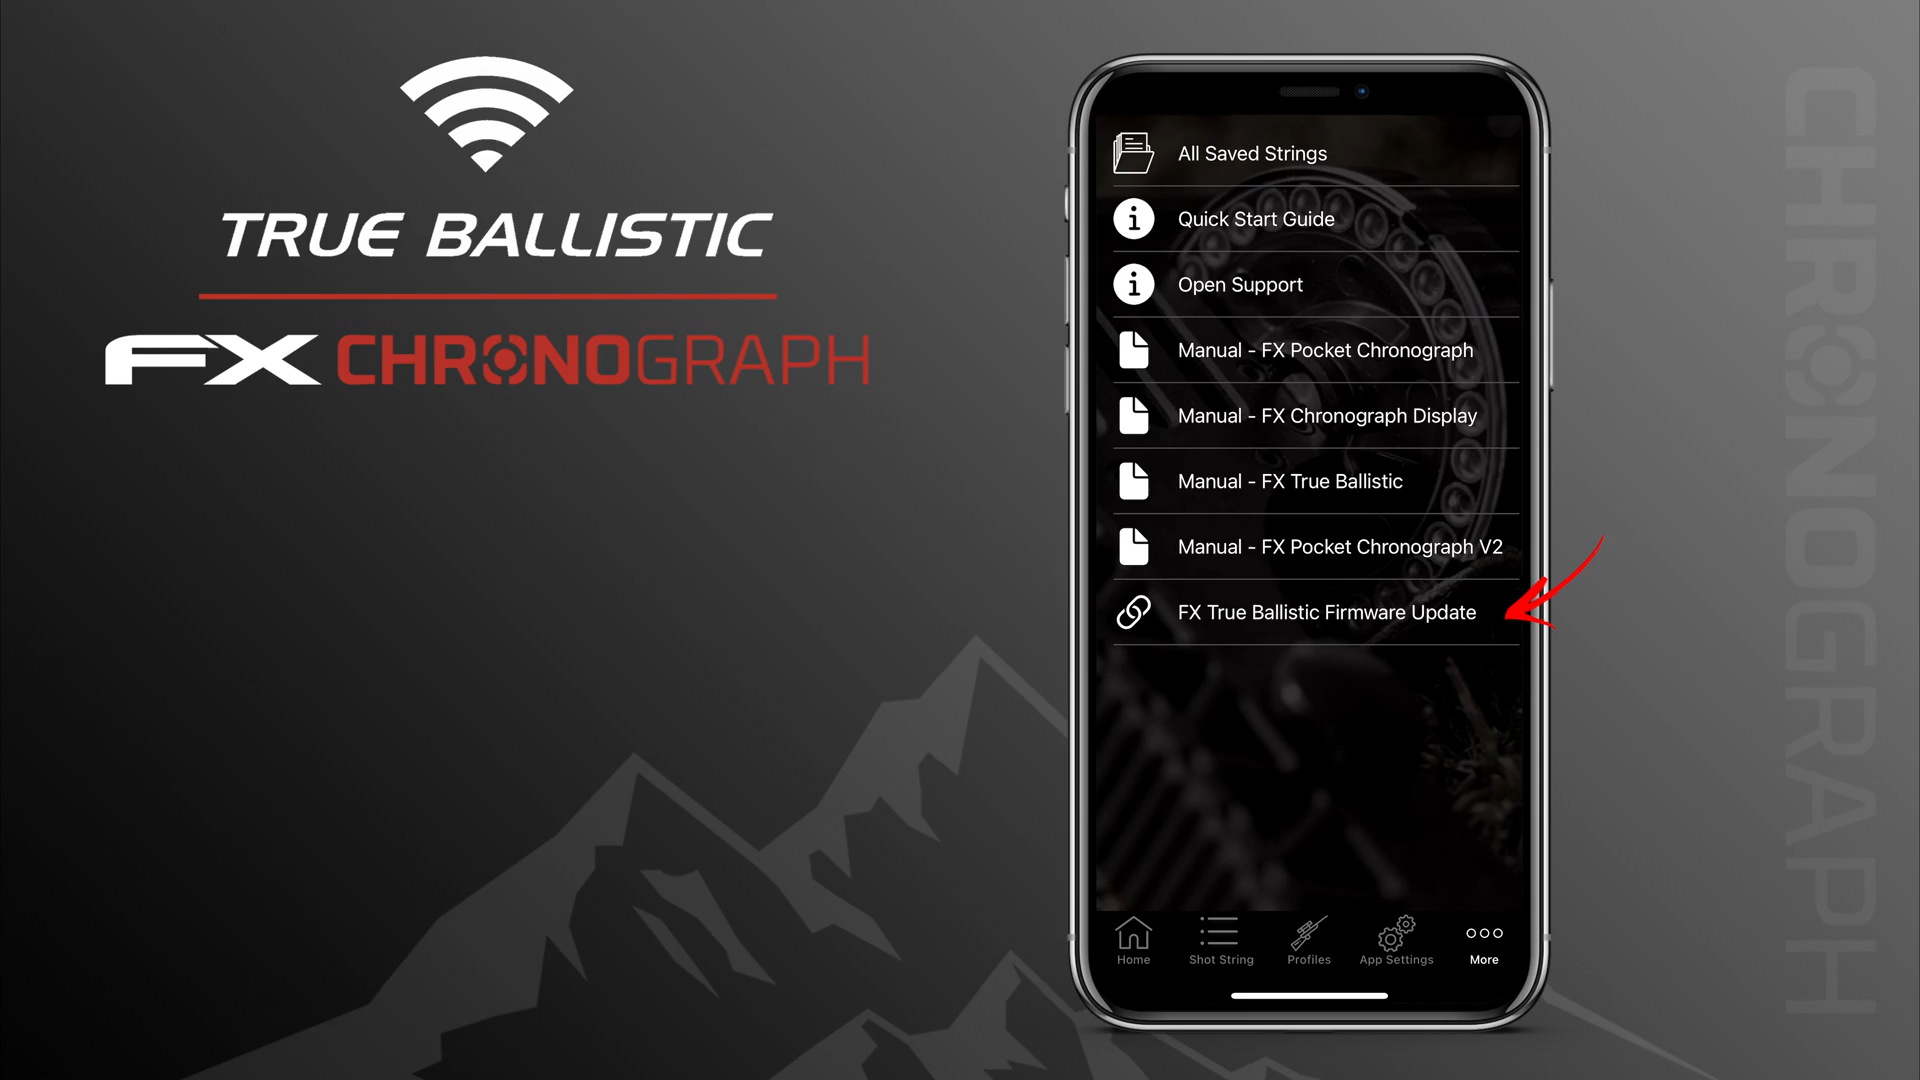 TRUE BALLISTIC
FX CHRONOGRAPH
All Saved Strings
Quick Start Guide
Open Support
Manual - FX Pocket Chronograph
Manual - FX Chronograph Display
Manual - FX True Ballistic
Manual - FX Pocket Chronograph V2
FX True Ballistic Firmware Update
Home
Shot String
Profiles
App Settings
More
CHRONOGRAPH